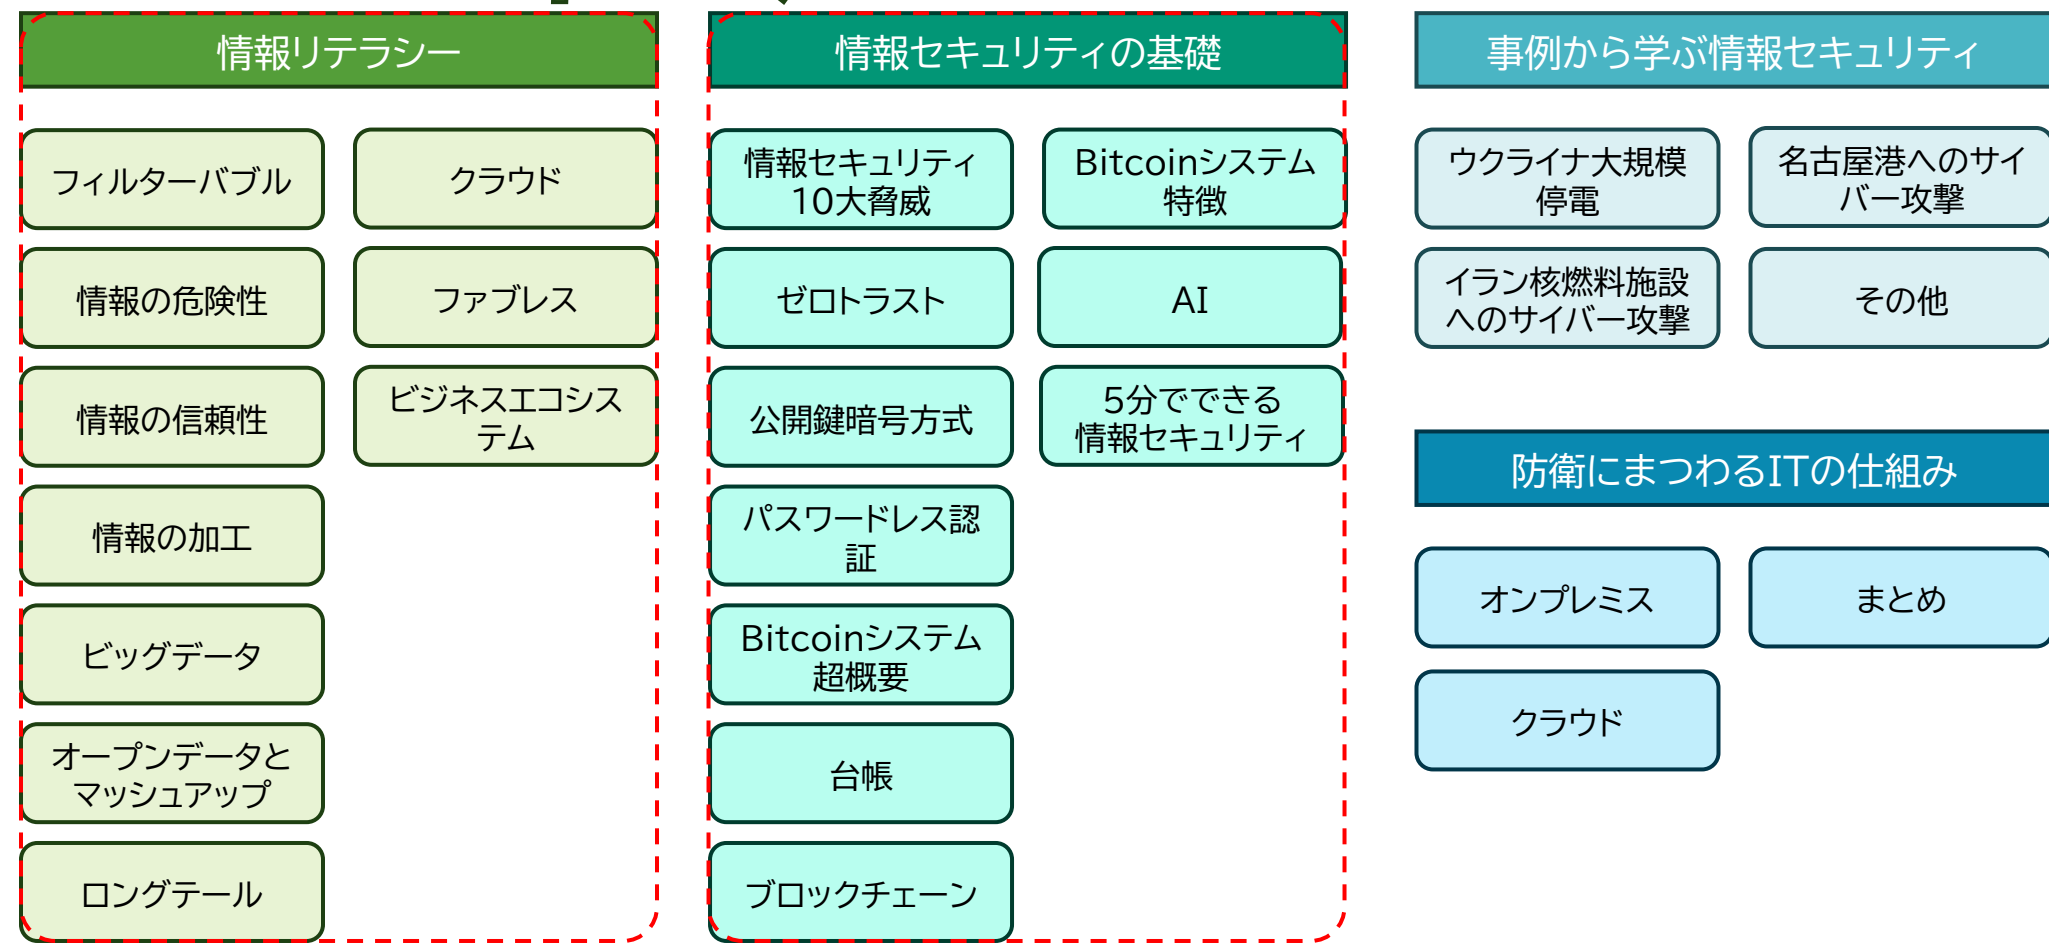 情報リテラシー
フィルターバブル
クラウド
情報の危険性
ファブレス
情報の信頼性
ビジネスエコシス
テム
情報の加工
ビッグデータ
オープンデータと
マッシュアップ
ロングテール
情報セキュリティの基礎
情報セキュリティ
10大脅威
Bitcoinシステム
特徴
ゼロトラスト
AI
公開鍵暗号方式
5分でできる
情報セキュリティ
パスワードレス認
証
Bitcoinシステム
超概要
台帳
ブロックチェーン
事例から学ぶ情報セキュリティ
ウクライナ大規模
停電
名古屋港へのサイ
バー攻撃
イラン核燃料施設
へのサイバー攻撃
その他
防衛にまつわるITの仕組み
オンプレミス
まとめ
クラウド